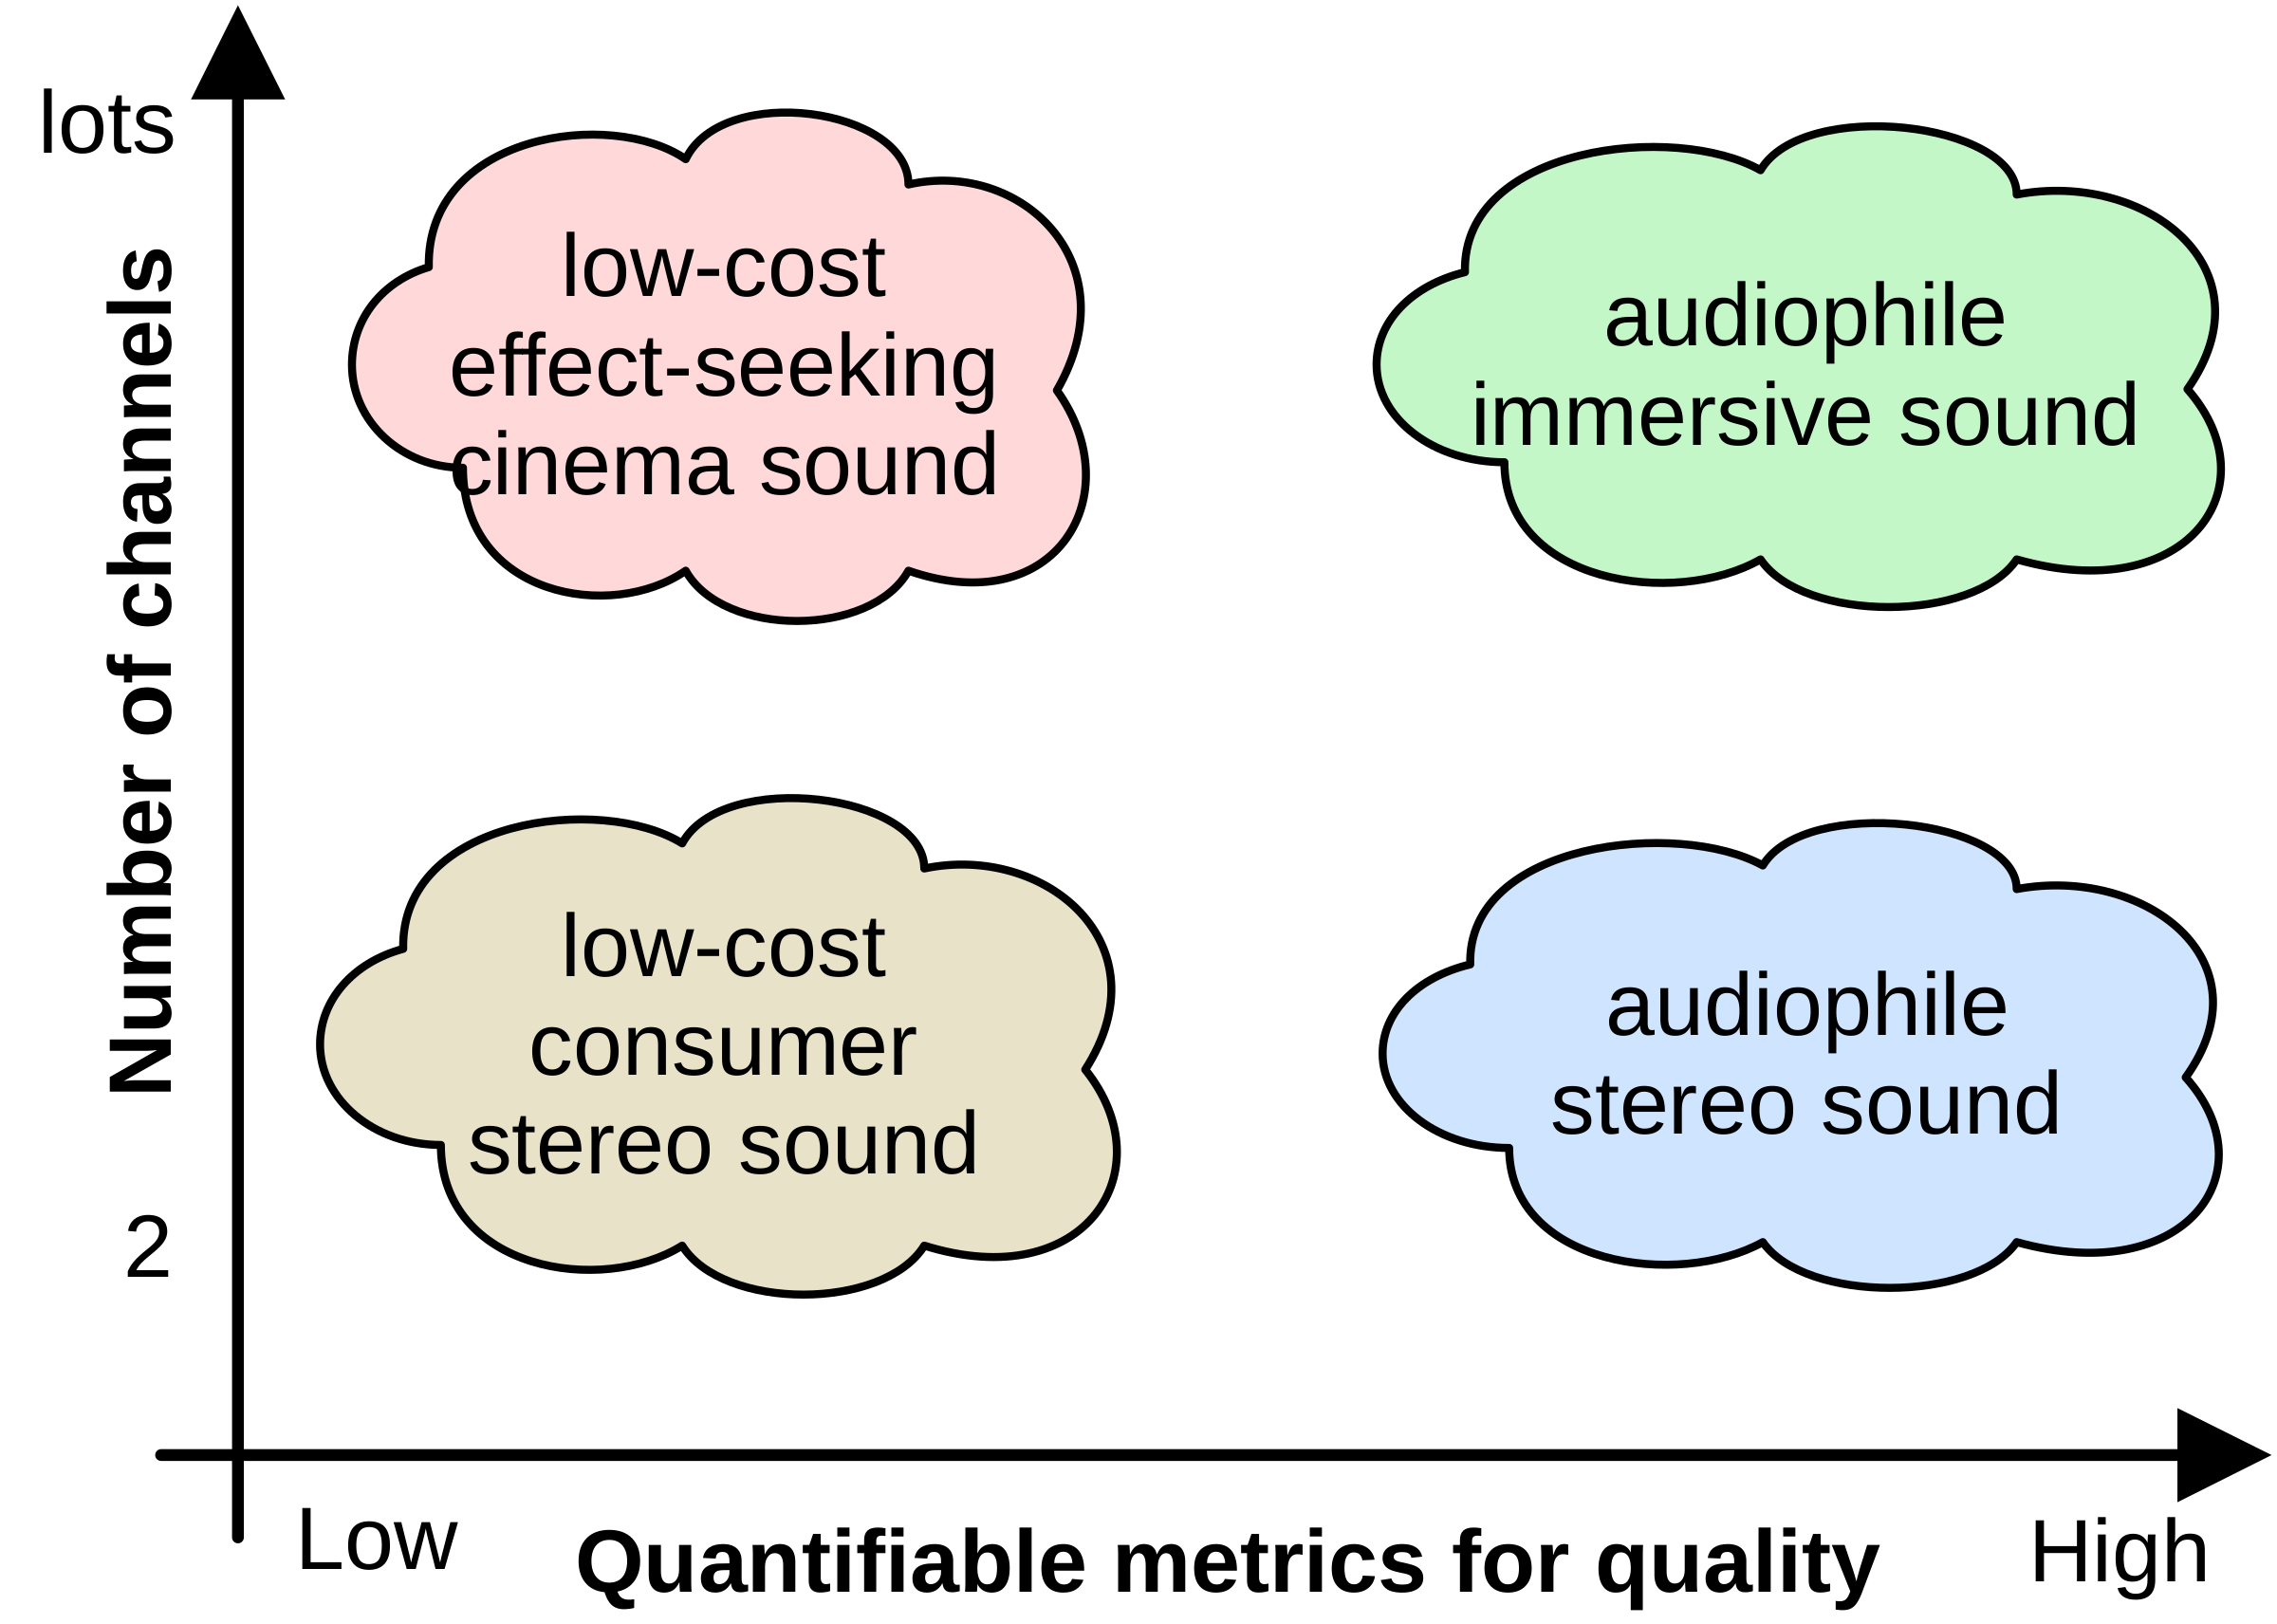 lots
Number of channels
2
low-cost
effect-seeking
cinema sound
audiophile
immersive sound
low-cost
consumer
stereo sound
audiophile
stereo sound
Low
Quantifiable metrics for quality
High